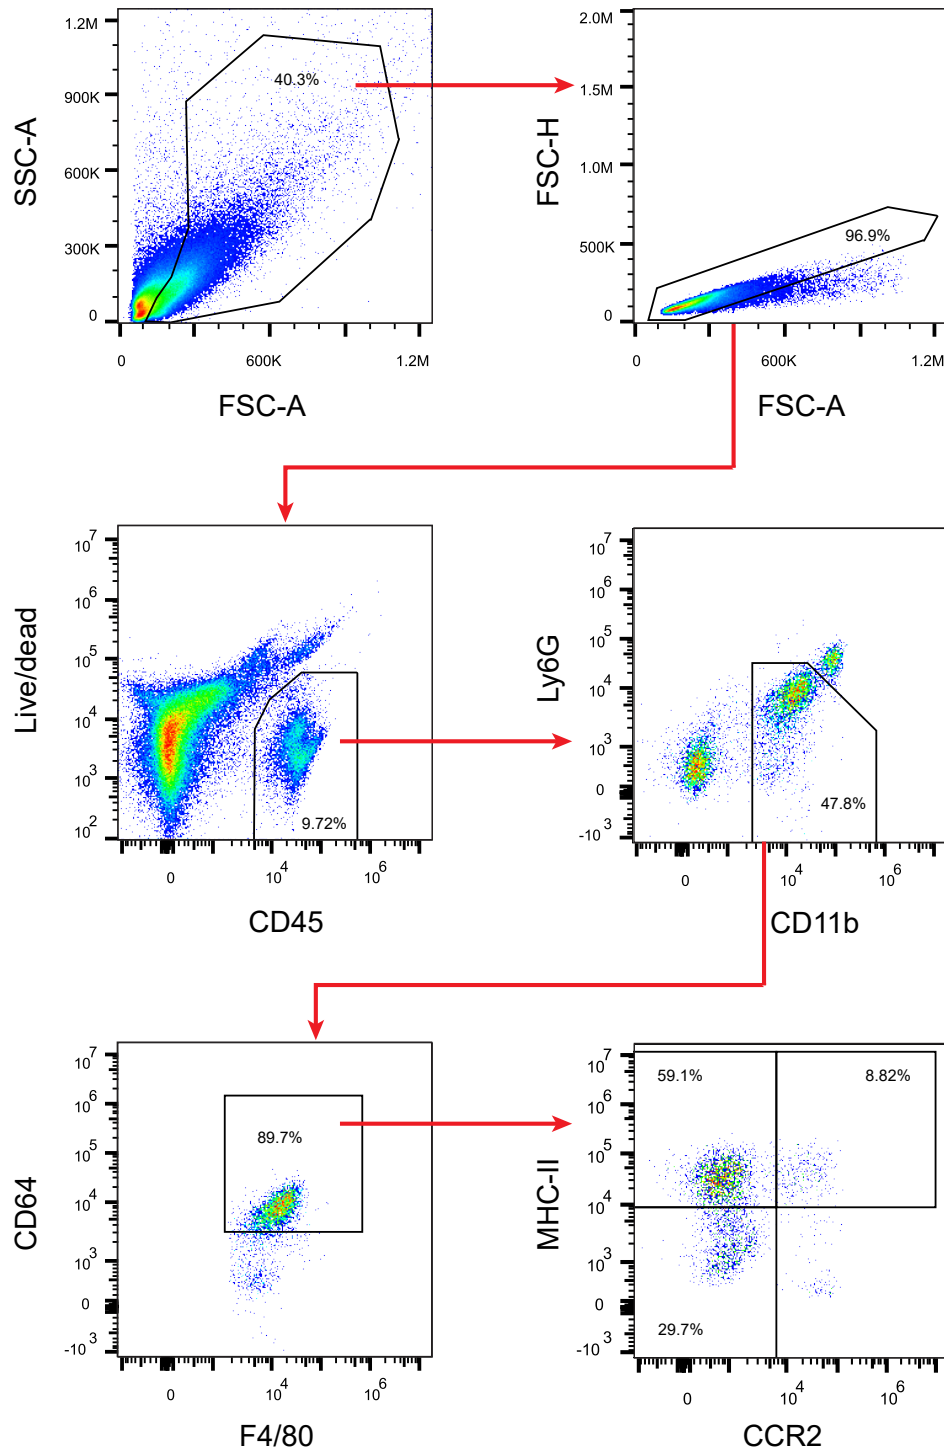 1.2M
900K
600K
300K
0
SSC-A
40.3%
0
600K
1.2M
FSC-A
2.0M
1.5M
1.0M
500K
0
FSC-H
96.9%
0
600K
1.2M
FSC-A
10^7
10^6
10^5
10^4
10^3
10^2
Live/dead
9.72%
0
10^4
10^6
CD45
10^7
10^6
10^5
10^4
10^3
0
-10^3
Ly6G
47.8%
0
10^4
10^6
CD11b
10^7
10^6
10^5
10^4
10^3
0
-10^3
CD64
89.7%
0
10^4
10^6
F4/80
10^7
10^6
10^5
10^4
10^3
0
-10^3
MHC-II
59.1%
8.82%
29.7%
0
10^4
10^6
CCR2